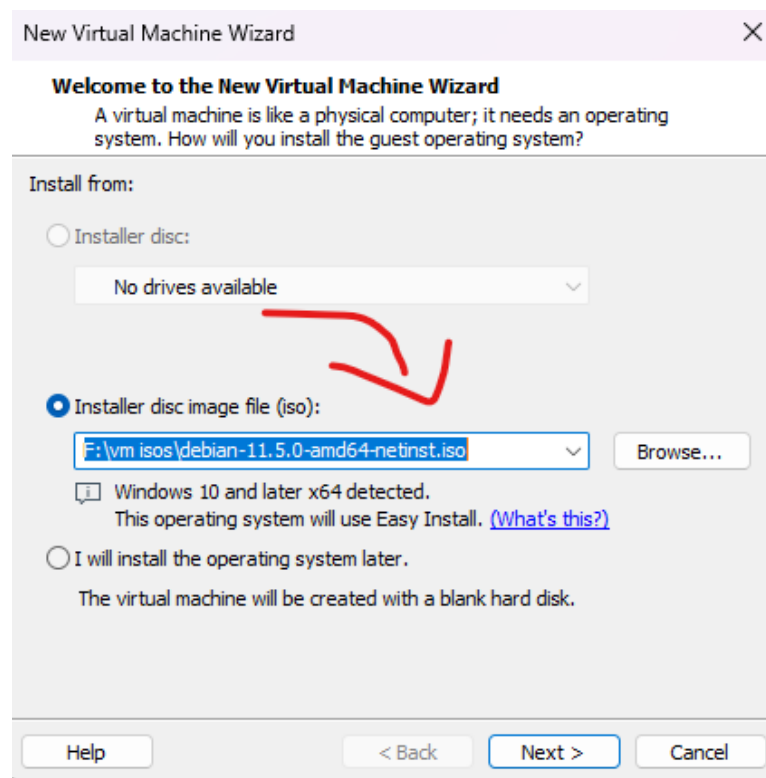 New Virtual Machine Wizard
Welcome to the New Virtual Machine Wizard
A virtual machine is like a physical computer; it needs an operating
system. How will you install the guest operating system?
Install from:
Installer disc:
No drives available
Installer disc image file (iso):
F:\vm isos\debian-11.5.0-amd64-netinst.iso
Browse...
Windows 10 and later x64 detected.
This operating system will use Easy Install. (What's this?)
I will install the operating system later.
The virtual machine will be created with a blank hard disk.
Help
< Back
Next >
Cancel